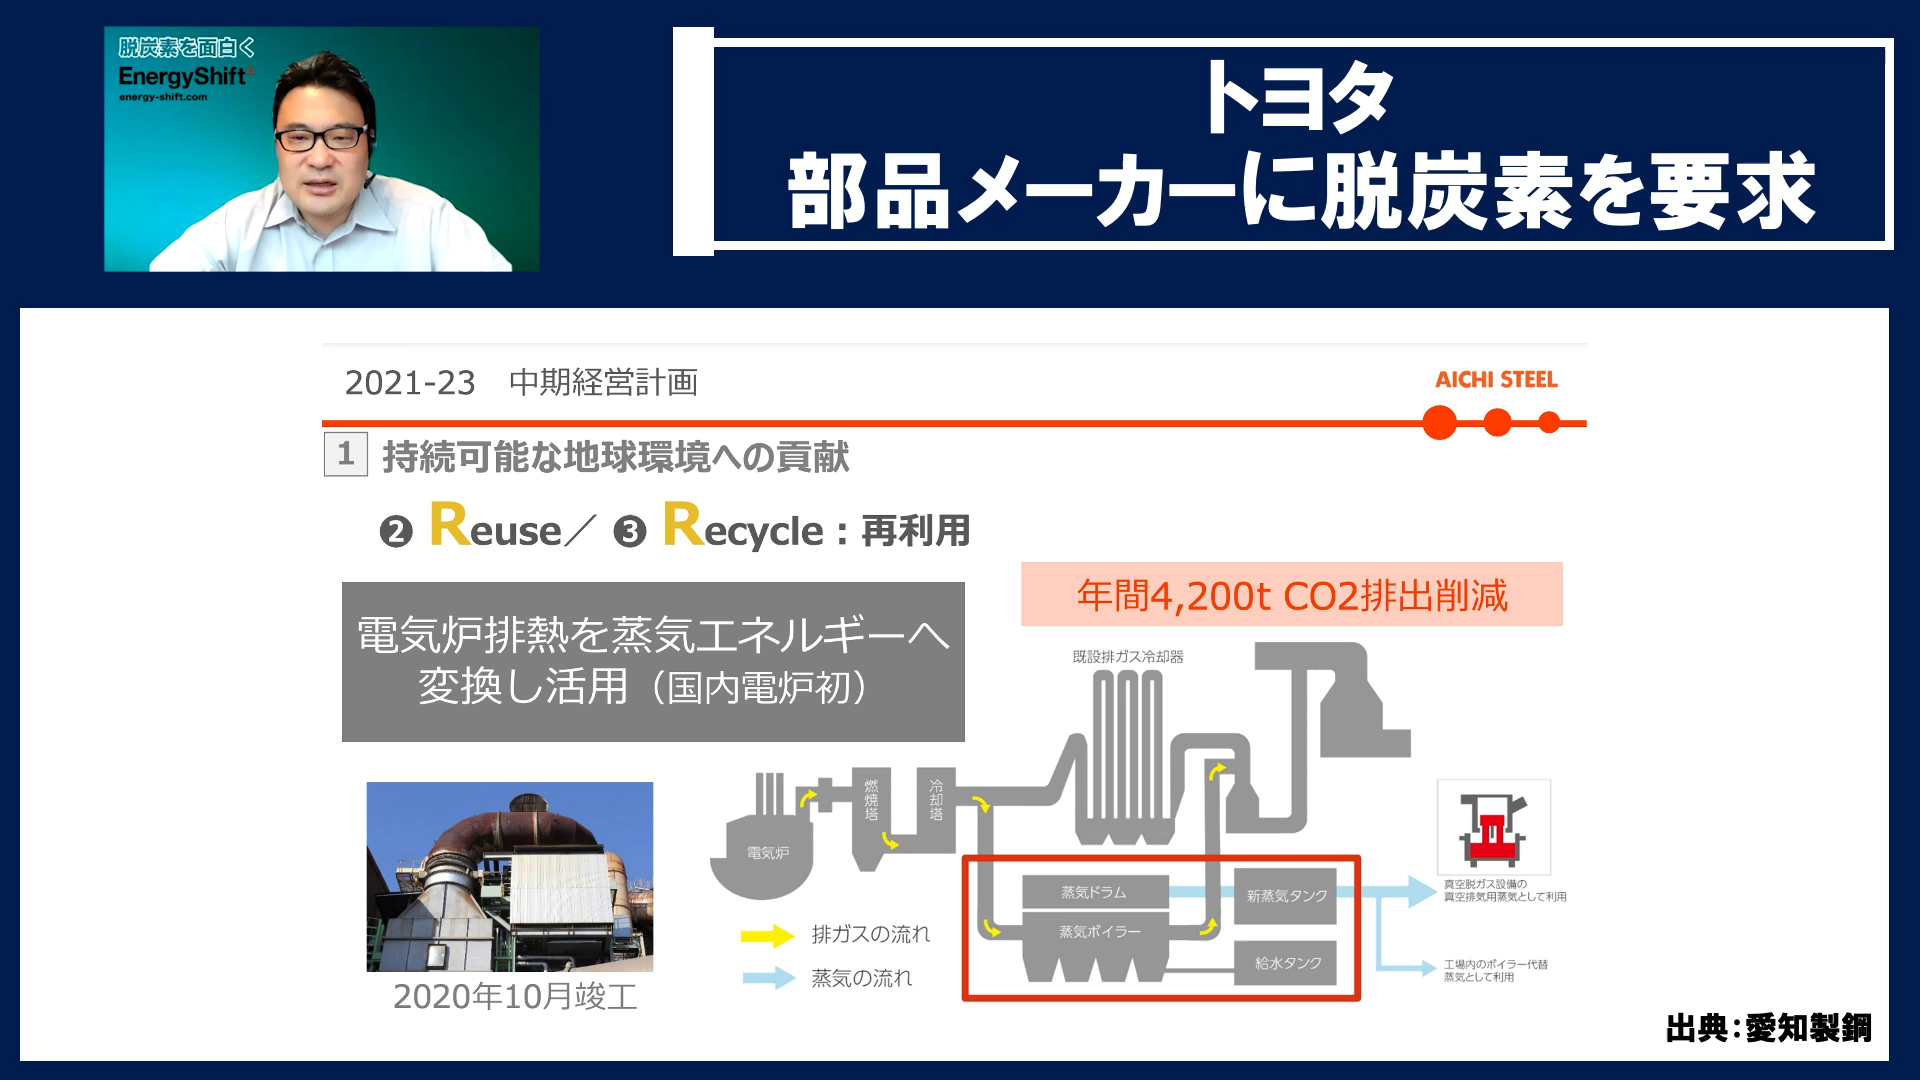 脱炭素を面白く
EnergyShift
energy-shift.com
トヨタ
部品メーカーに脱炭素を要求
2021-23 中期経営計画
AICHI STEEL
1 持続可能な地球環境への貢献
❷ Reuse／ ❸ Recycle：再利用
電気炉排熱を蒸気エネルギーへ
変換し活用（国内電炉初）
年間4,200t CO2排出削減
既設排ガス冷却器
燃焼塔
冷却塔
電気炉
蒸気ドラム
新蒸気タンク
蒸気ボイラー
給水タンク
真空脱ガス設備の
真空排気用蒸気として利用
工場内のボイラー代替
蒸気として利用
排ガスの流れ
蒸気の流れ
2020年10月竣工
出典：愛知製鋼